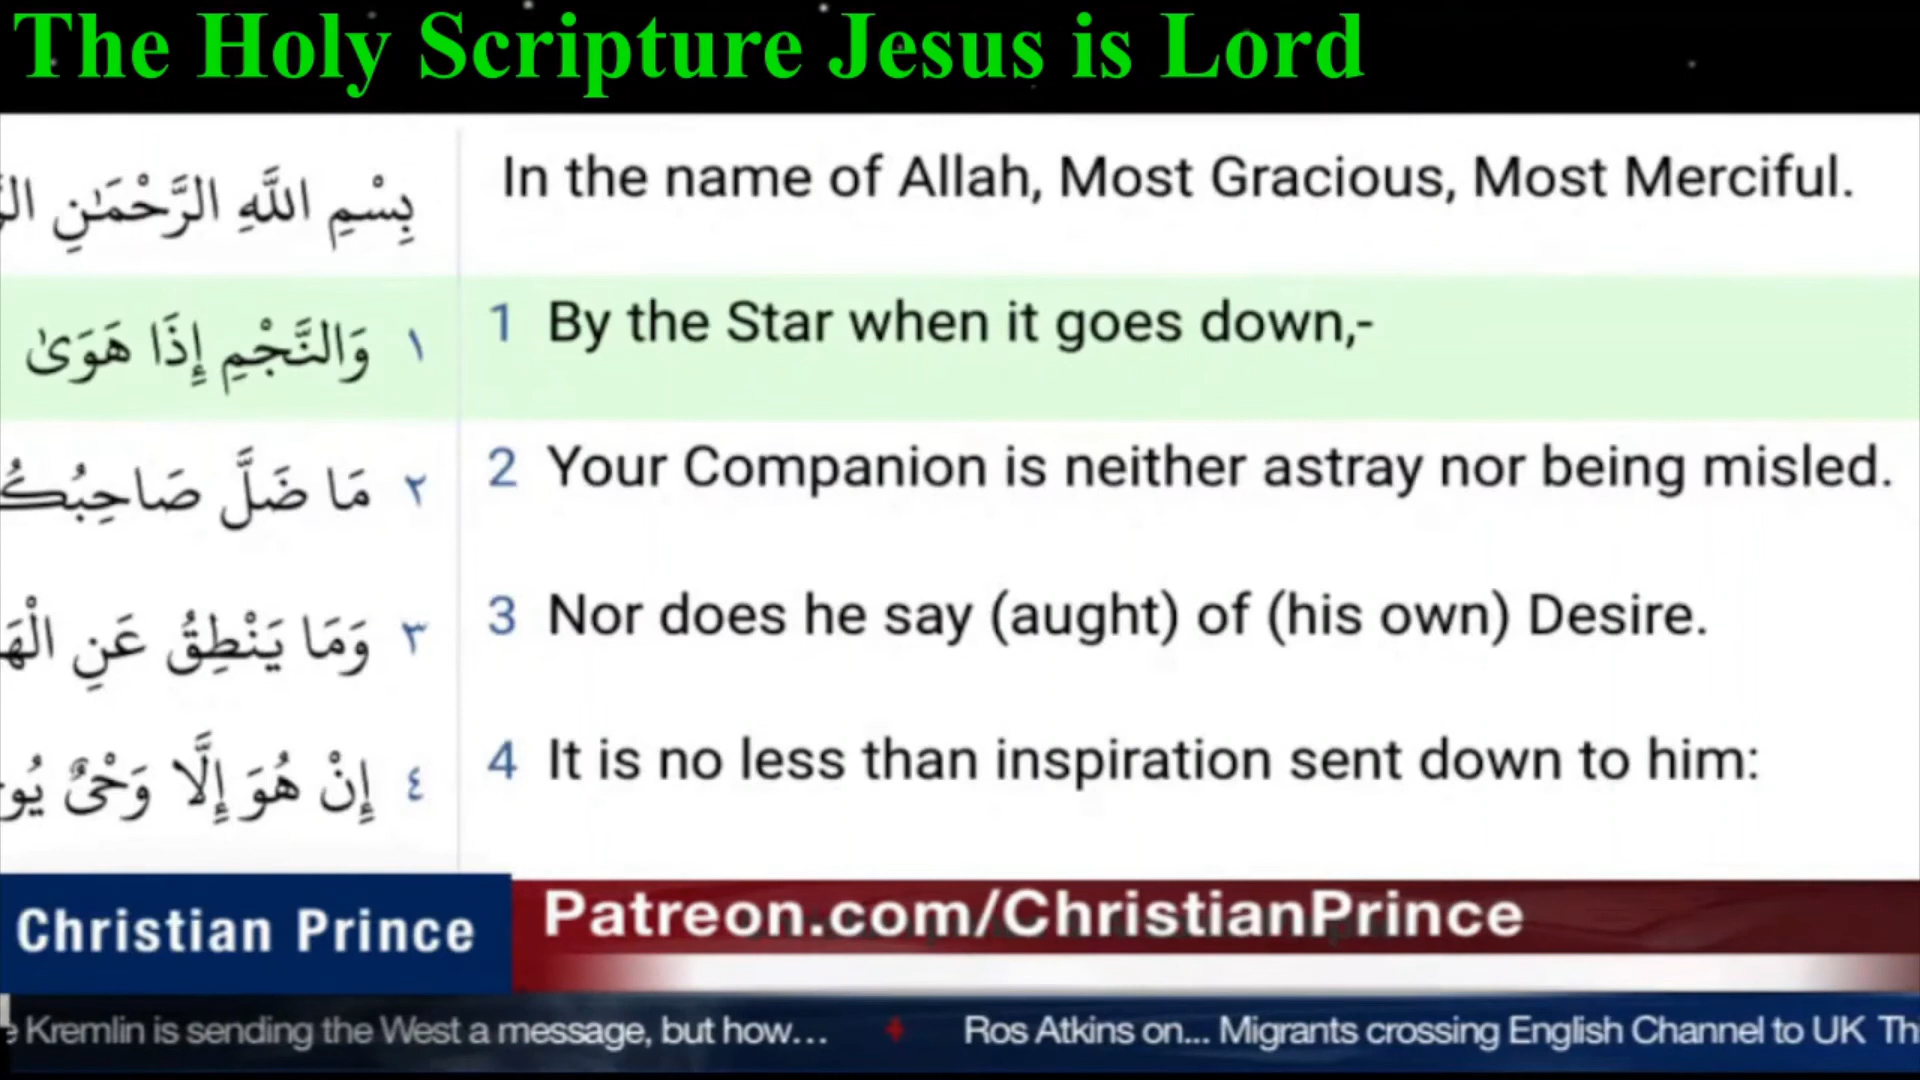 The Holy Scripture Jesus is Lord
بِسْمِ اللَّهِ الرَّحْمَٰنِ
In the name of Allah, Most Gracious, Most Merciful.
١ وَالنَّجْمِ إِذَا هَوَىٰ
1 By the Star when it goes down,-
٢ مَا ضَلَّ
2 Your Companion is neither astray nor being misled.
٣ وَمَا يَنْطِقُ عَنِ
3 Nor does he say (aught) of (his own) Desire.
٤ إِنْ هُوَ إِلَّا وَحْيٌ
4 It is no less than inspiration sent down to him:
Christian Prince
Patreon.com/ChristianPrince
Kremlin is sending the West a message, but how... Ros Atkins on... Migrants crossing English Channel to UK